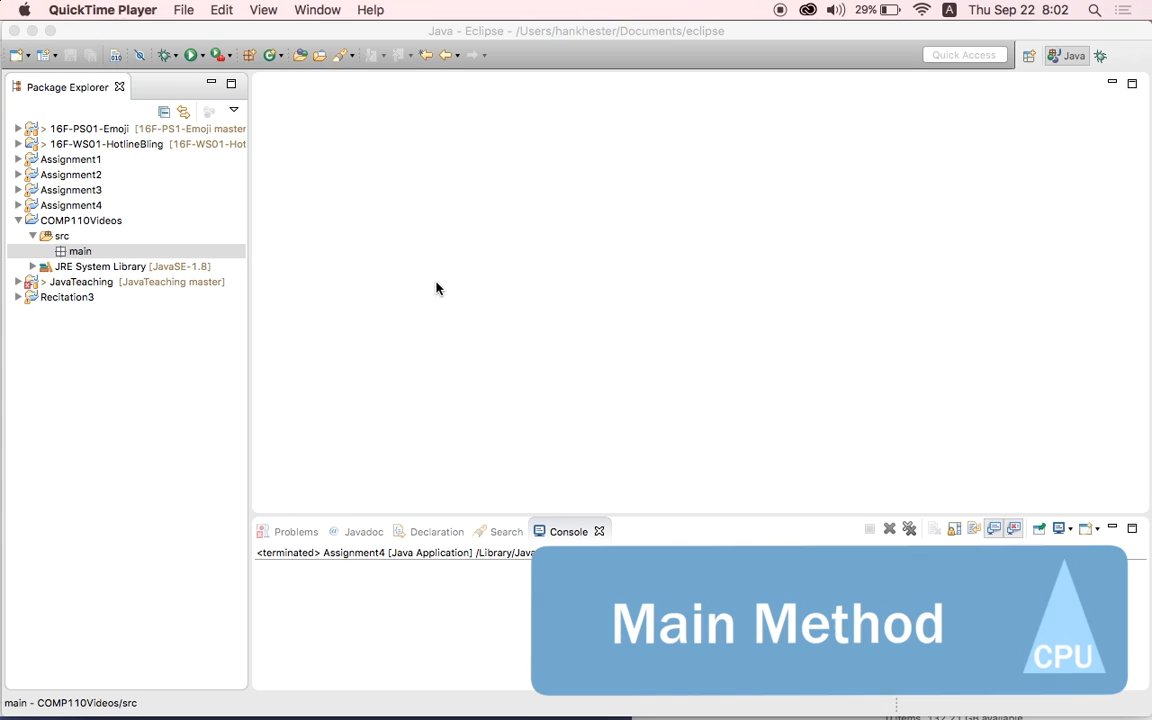 QuickTime Player File Edit View Window Help 29% A Thu Sep 22 8:02
Java - Eclipse - /Users/hankhester/Documents/eclipse
Quick Access Java
Package Explorer
> 16F-PS01-Emoji [16F-PS1-Emoji master
> 16F-WS01-HotlineBling [16F-WS01-Hot
Assignment1
Assignment2
Assignment3
Assignment4
COMP110Videos
src
main
JRE System Library [JavaSE-1.8]
> JavaTeaching [JavaTeaching master]
Recitation3
Problems @ Javadoc Declaration Search Console
<terminated> Assignment4 [Java Application] /Library/Java
Main Method
CPU
main - COMP110Videos/src